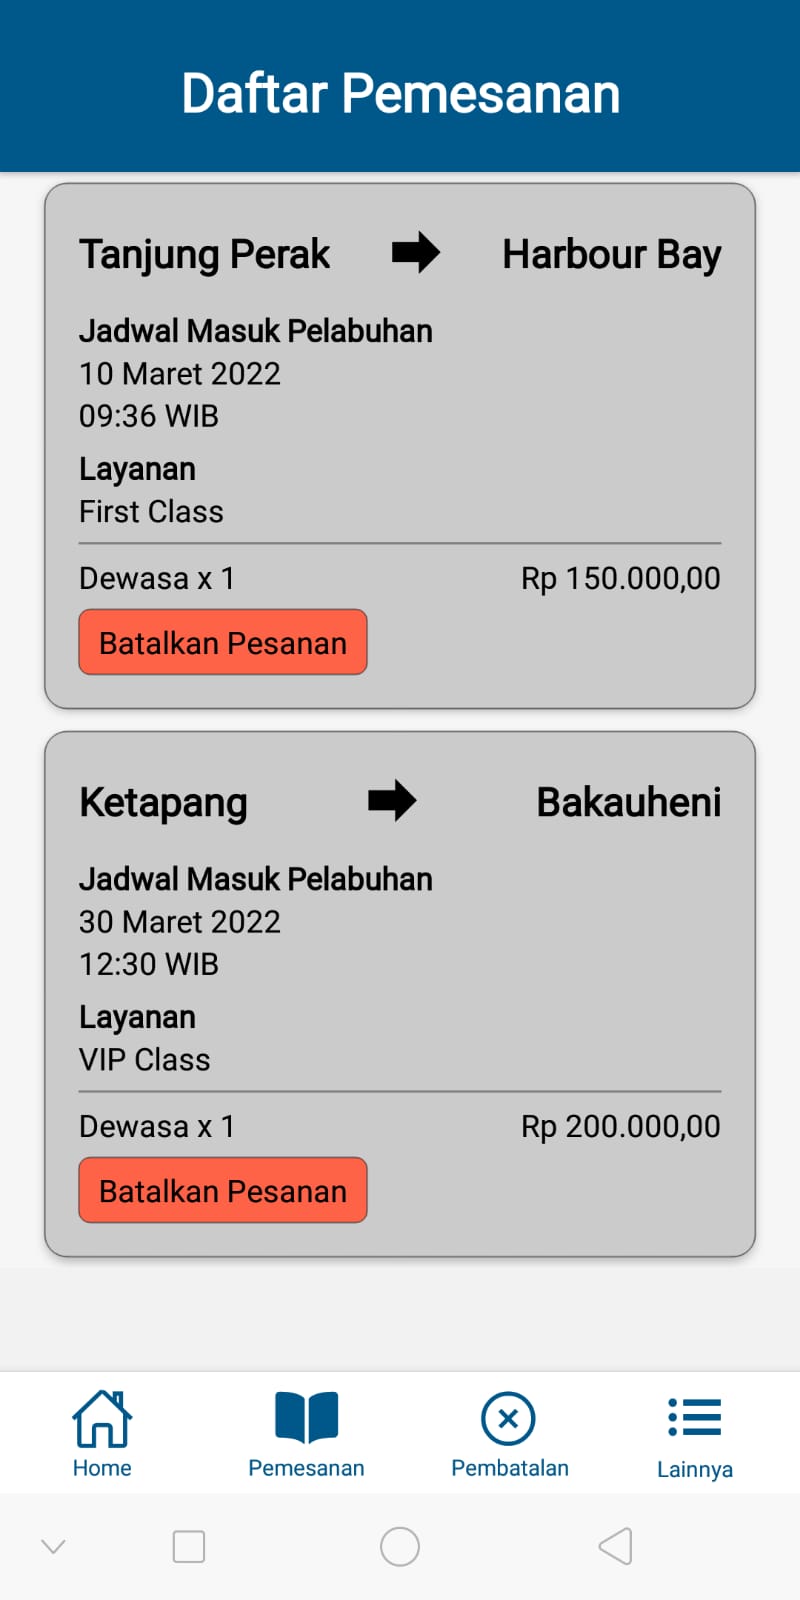 Daftar Pemesanan
Tanjung Perak Harbour Bay
Jadwal Masuk Pelabuhan
10 Maret 2022
09:36 WIB
Layanan
First Class
Dewasa x 1 Rp 150.000,00
Batalkan Pesanan
Ketapang Bakauheni
Jadwal Masuk Pelabuhan
30 Maret 2022
12:30 WIB
Layanan
VIP Class
Dewasa x 1 Rp 200.000,00
Batalkan Pesanan
Home Pemesanan Pembatalan Lainnya